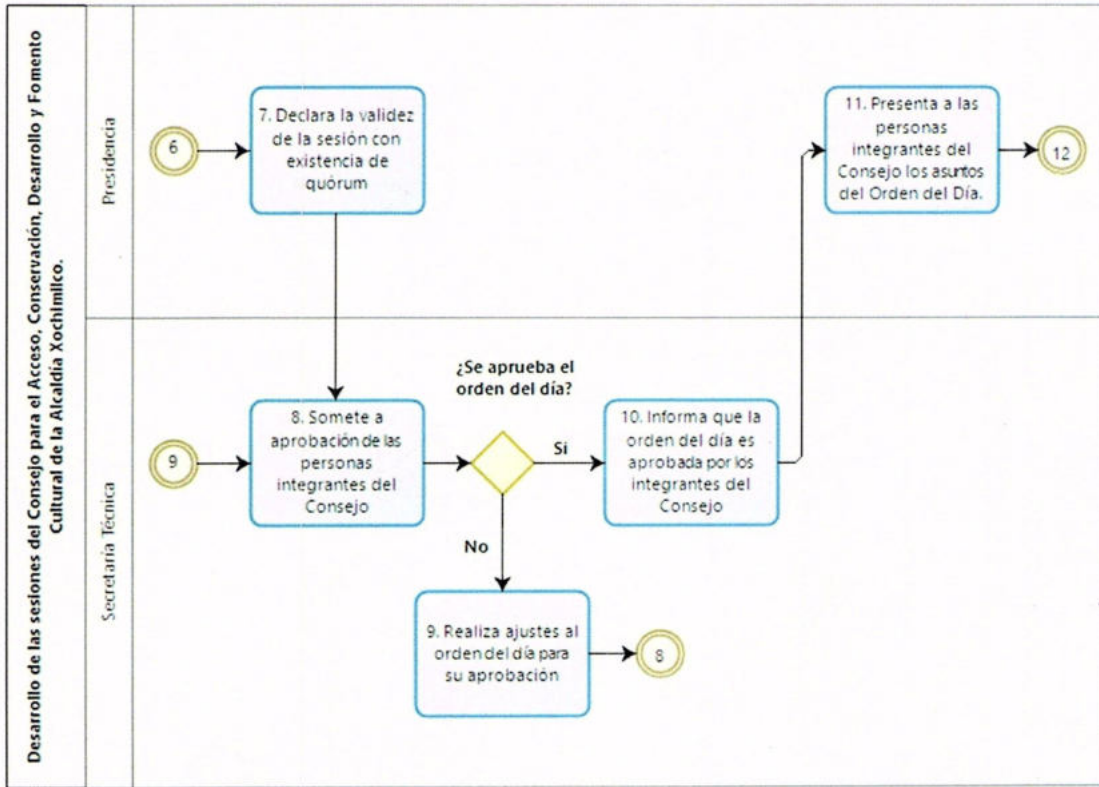 Desarrollo de las sesiones del Consejo para el Acceso, Conservación, Desarrollo y Fomento
Cultural de la Alcaldía Xochimilco.
Presidencia
6
7. Declara la validez
de la sesión con
existencia de
quórum
11. Presenta a las
personas
integrantes del
Consejo los asuntos
del Orden del Día.
12
Secretaría Técnica
9
8. Somete a
aprobación de las
personas
integrantes del
Consejo
¿Se aprueba el
orden del día?
Si
10. Informa que la
orden del día es
aprobada por los
integrantes del
Consejo
No
9. Realiza ajustes al
orden del día para
su aprobación
8